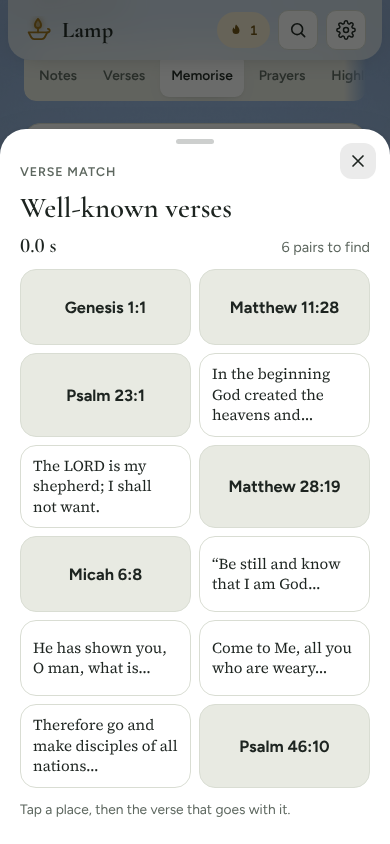 Lamp
1
Notes Verses Memorise Prayers High
VERSE MATCH
Well-known verses
0.0 s
6 pairs to find
Genesis 1:1
Matthew 11:28
Psalm 23:1
In the beginning
God created the
heavens and...
The LORD is my
shepherd; I shall
not want.
Matthew 28:19
Micah 6:8
“Be still and know
that I am God...
He has shown you,
O man, what is...
Come to Me, all you
who are weary...
Therefore go and
make disciples of all
nations...
Psalm 46:10
Tap a place, then the verse that goes with it.